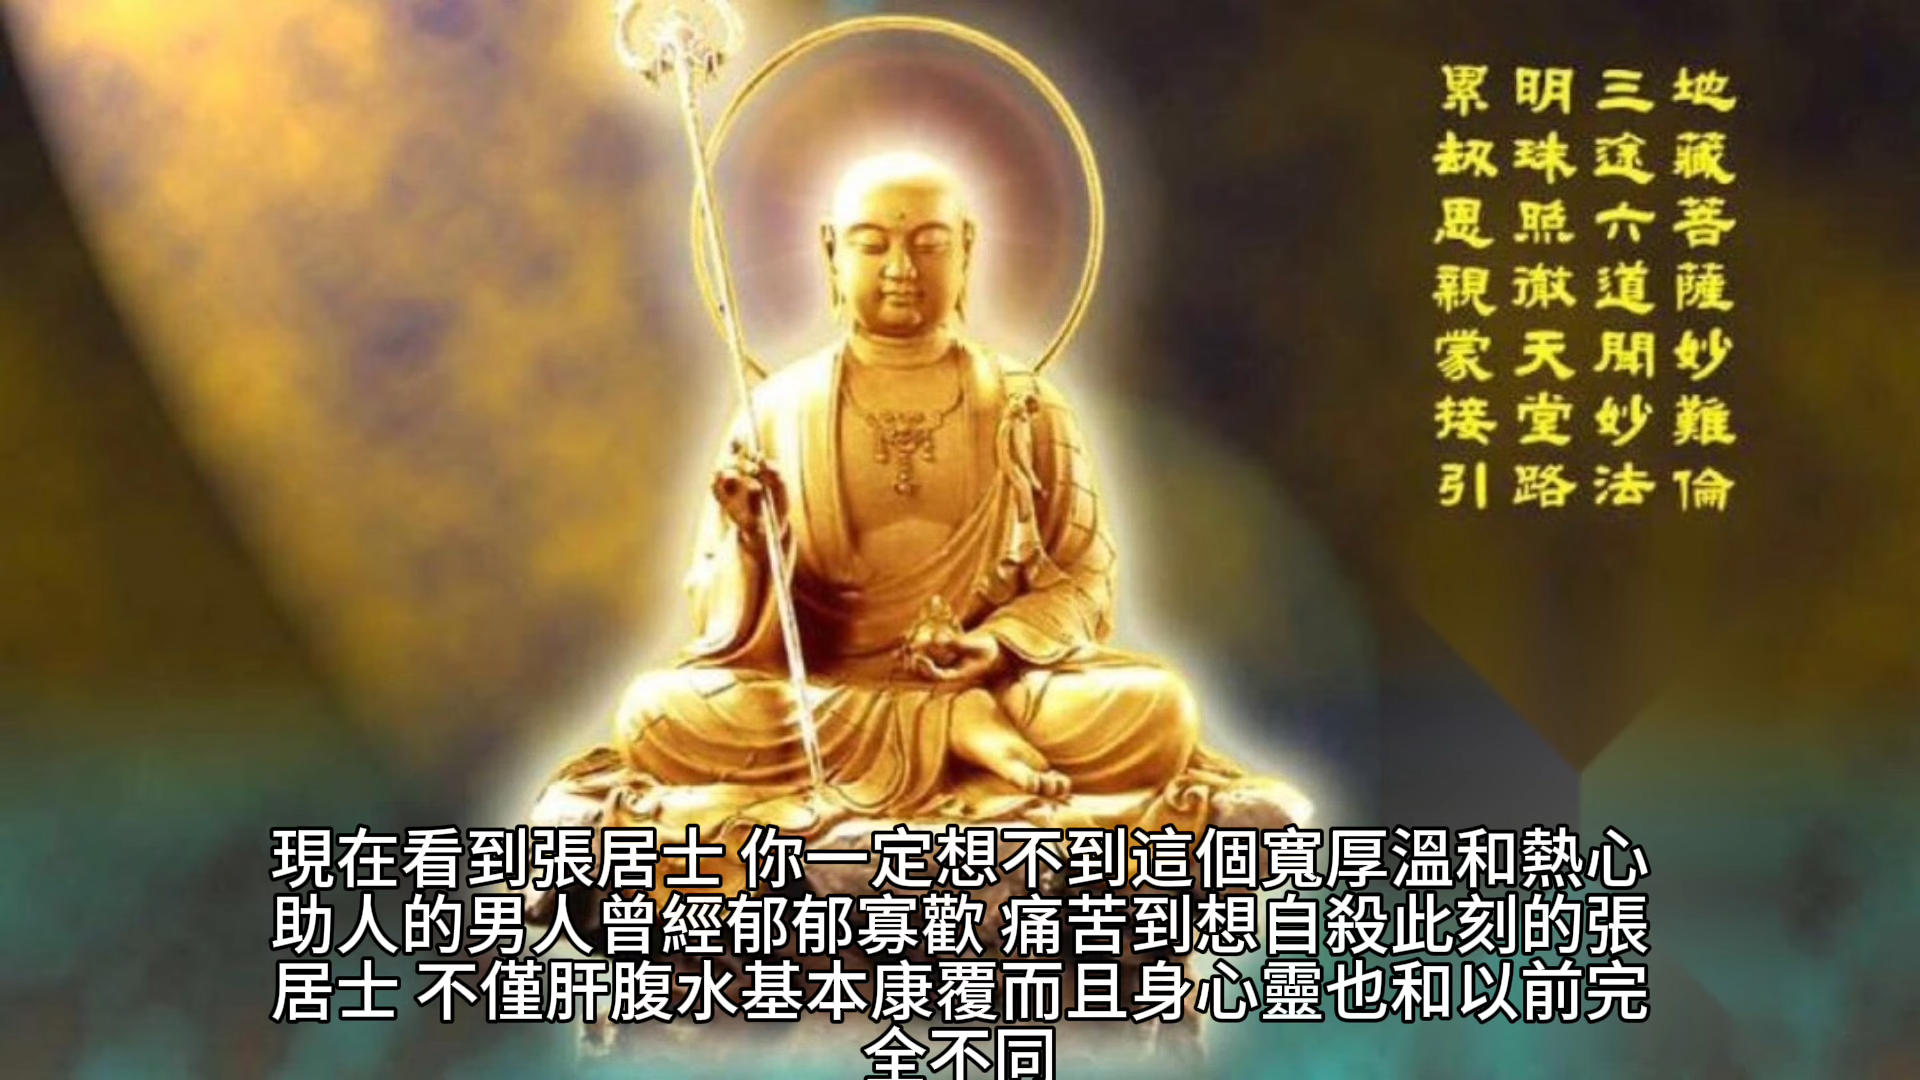 地藏菩薩妙難倫
三途六道聞妙法
明珠照徹天堂路
累劫恩親蒙接引
現在看到張居士 你一定想不到這個寬厚溫和熱心
助人的男人曾經郁郁寡歡 痛苦到想自殺此刻的張
居士 不僅肝腹水基本康覆而且身心靈也和以前完
全不同